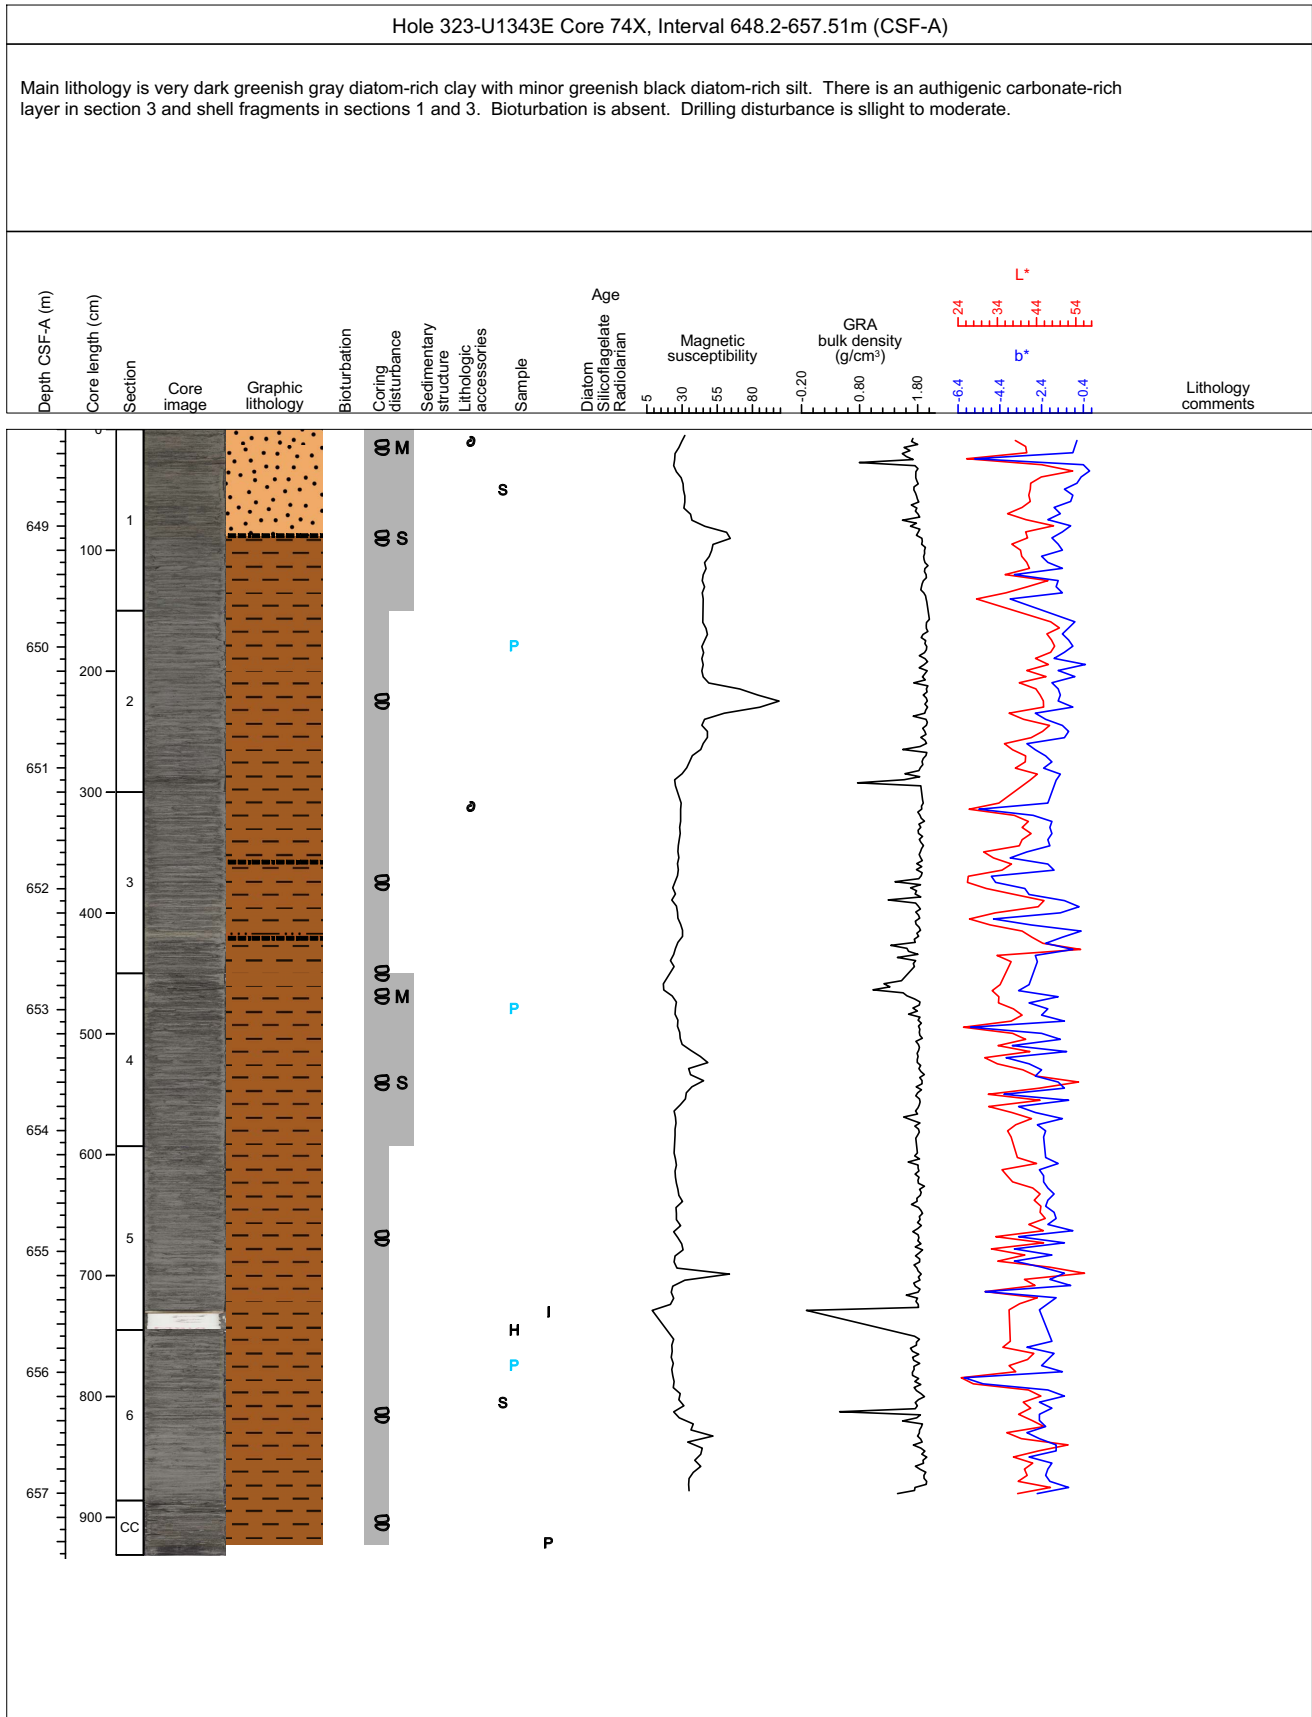 Hole 323-U1343E Core 74X, Interval 648.2-657.51m (CSF-A)
Main lithology is very dark greenish gray diatom-rich clay with minor greenish black diatom-rich silt. There is an authigenic carbonate-rich
layer in section 3 and shell fragments in sections 1 and 3. Bioturbation is absent. Drilling disturbance is sllight to moderate.
Depth CSF-A (m)
Core length (cm)
Section
Core
image
Graphic
lithology
Bioturbation
Coring
disturbance
Sedimentary
structure
Lithologic
accessories
Sample
Age
Diatom
Silicoflagelate
Radiolarian
Magnetic
susceptibility
5 30 55 80
GRA
bulk density
(g/cm³)
-0.20 0.80 1.80
L*
24 34 44 54
b*
-6.4 -4.4 -2.4 -0.4
Lithology
comments
0
M
S
1
649
S
100
P
650
200
2
651
300
3
652
400
M
P
653
500
4
S
654
600
5
655
700
I
H
P
656
S
800
6
657
900
CC
P